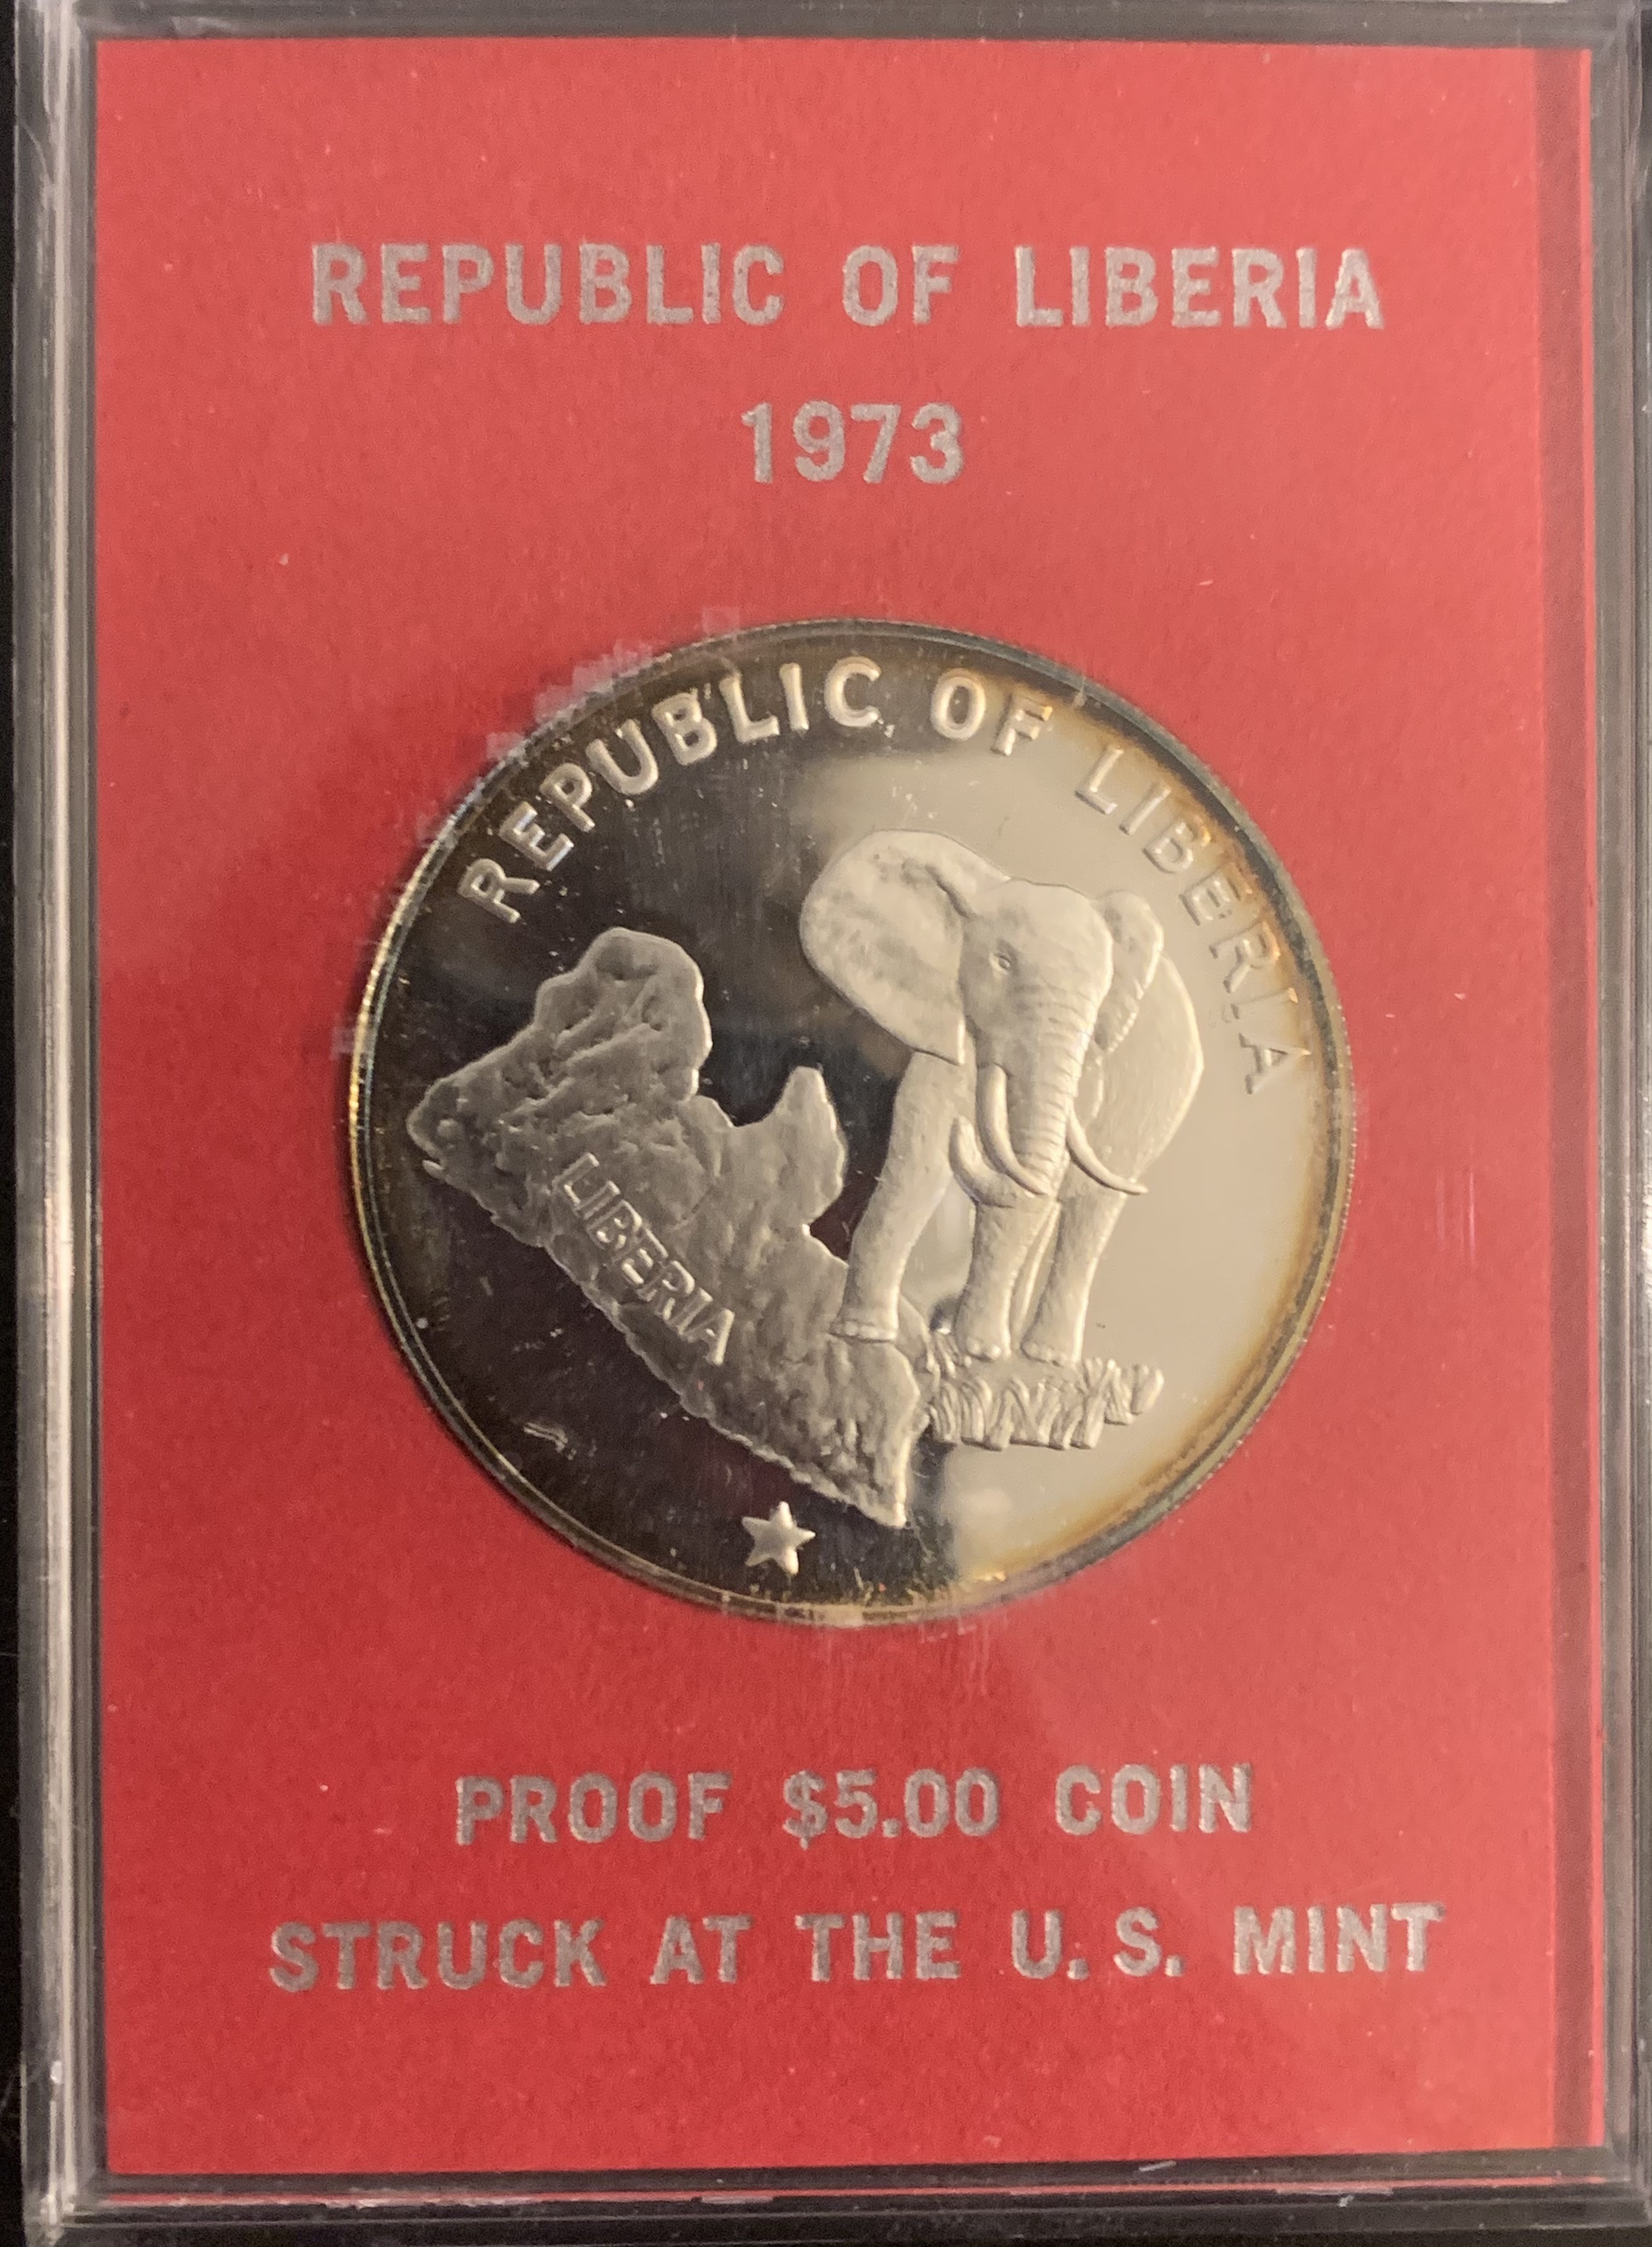 REPUBLIC OF LIBERIA
1973
REPUBLIC OF LIBERIA
LIBERIA
PROOF $5.00 COIN
STRUCK AT THE U.S. MINT